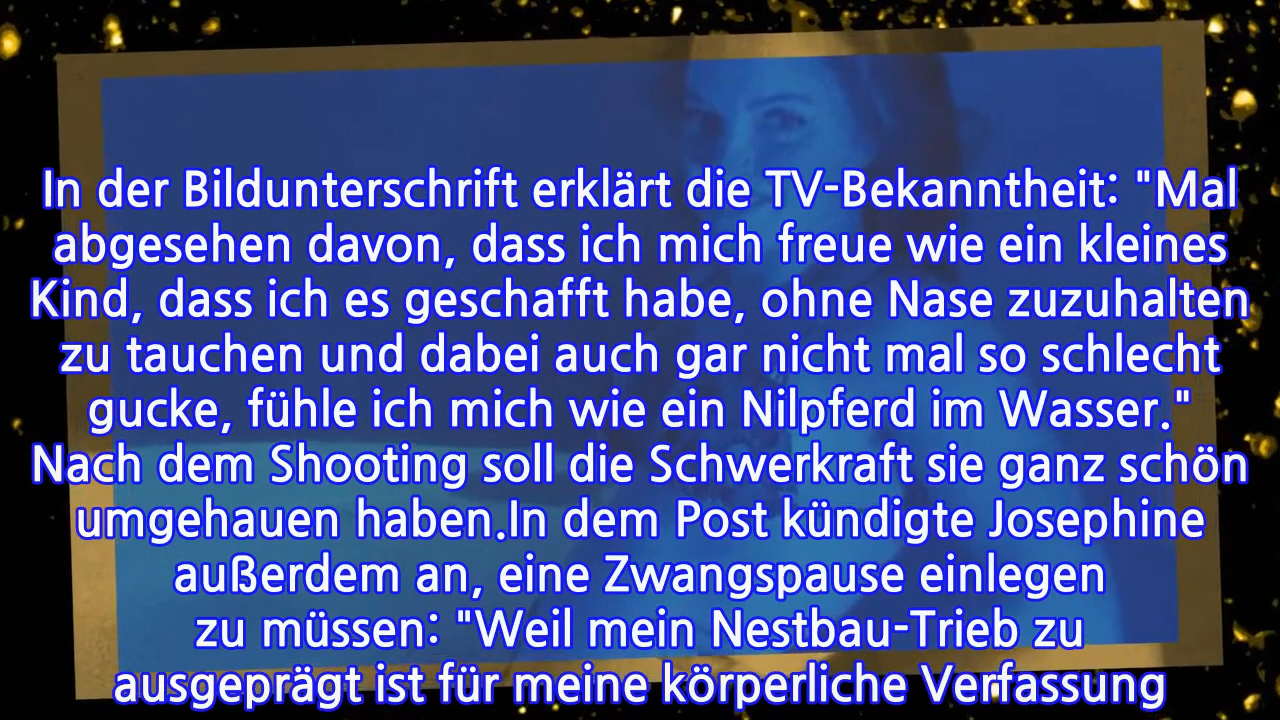 In der Bildunterschrift erklärt die TV-Bekanntheit: "Mal
abgesehen davon, dass ich mich freue wie ein kleines
Kind, dass ich es geschafft habe, ohne Nase zuzuhalten
zu tauchen und dabei auch gar nicht mal so schlecht
gucke, fühle ich mich wie ein Nilpferd im Wasser."
Nach dem Shooting soll die Schwerkraft sie ganz schön
umgehauen haben.In dem Post kündigte Josephine
außerdem an, eine Zwangspause einlegen
zu müssen: "Weil mein Nestbau-Trieb zu
ausgeprägt ist für meine körperliche Verfassung